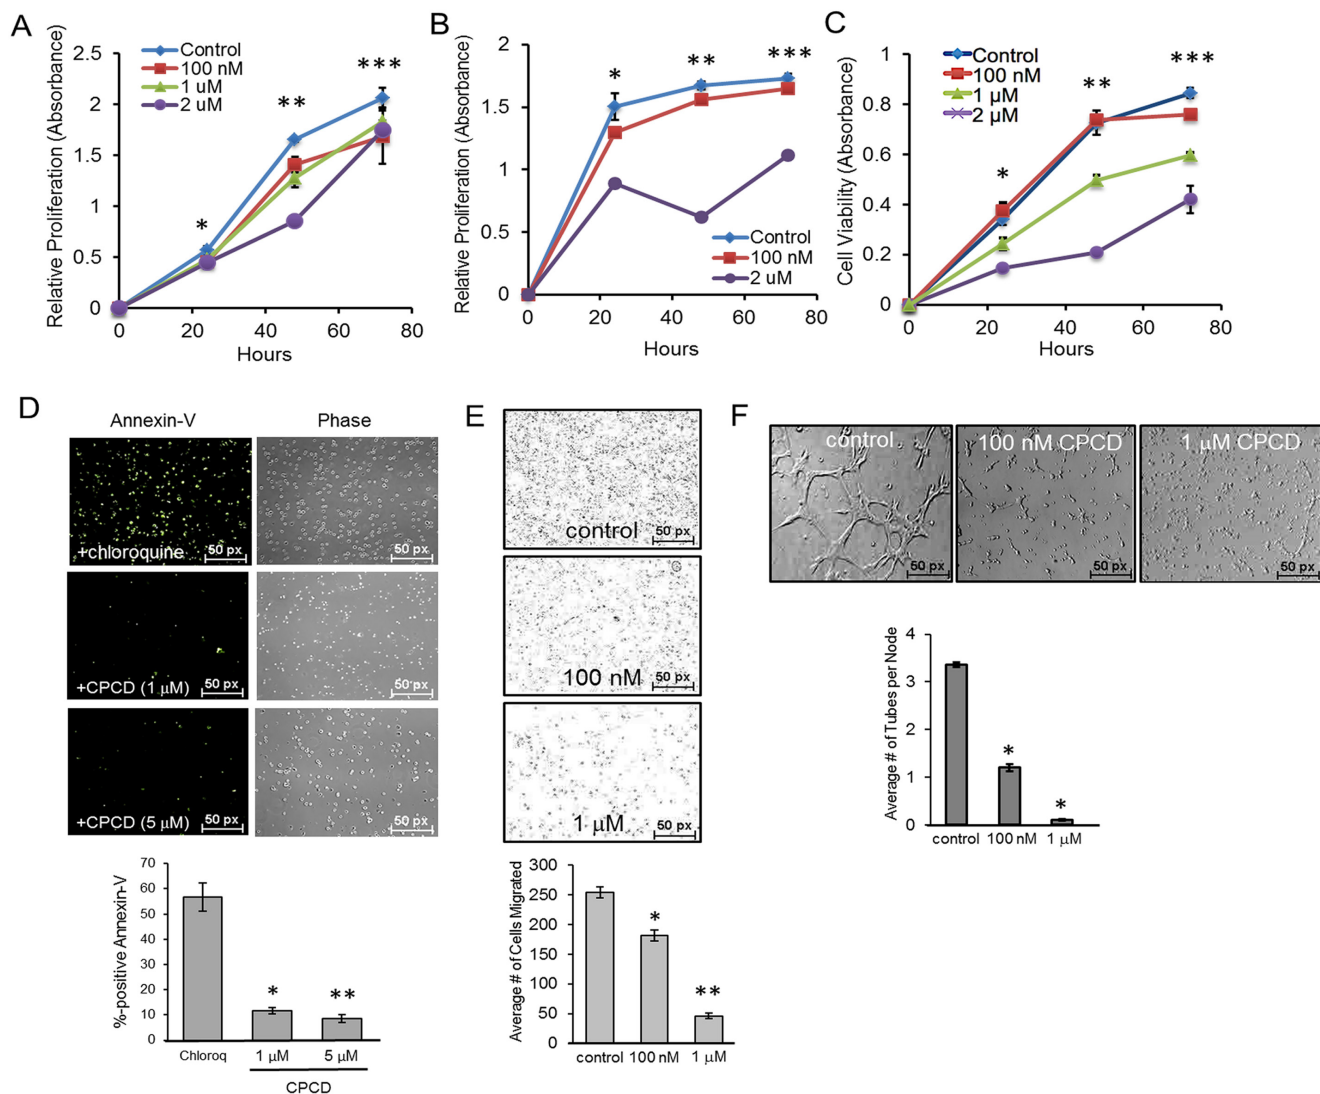 A
Relative Proliferation (Absorbance)
2.5
2
1.5
1
0.5
0
Control
100 nM
1 uM
2 uM
*
**
***
0 20 40 60 80
Hours
B
Relative Proliferation (Absorbance)
2
1.5
1
0.5
0
*
**
***
Control
100 nM
2 uM
0 20 40 60 80
Hours
C
Cell Viability (Absorbance)
1
0.8
0.6
0.4
0.2
0
Control
100 nM
1 µM
2 µM
*
**
***
0 20 40 60 80
Hours
D
Annexin-V Phase
+chloroquine 50 px
50 px
+CPCD (1 µM) 50 px
50 px
+CPCD (5 µM) 50 px
50 px
%-positive Annexin-V
70
60
50
40
30
20
10
0
*
**
Chloroq 1 µM 5 µM
CPCD
E
control
50 px
100 nM
50 px
1 µM
50 px
Average # of Cells Migrated
300
250
200
150
100
50
0
*
**
control 100 nM 1 µM
F
control
50 px
100 nM CPCD
50 px
1 µM CPCD
50 px
Average # of Tubes per Node
4
3
2
1
0
*
*
control 100 nM 1 µM